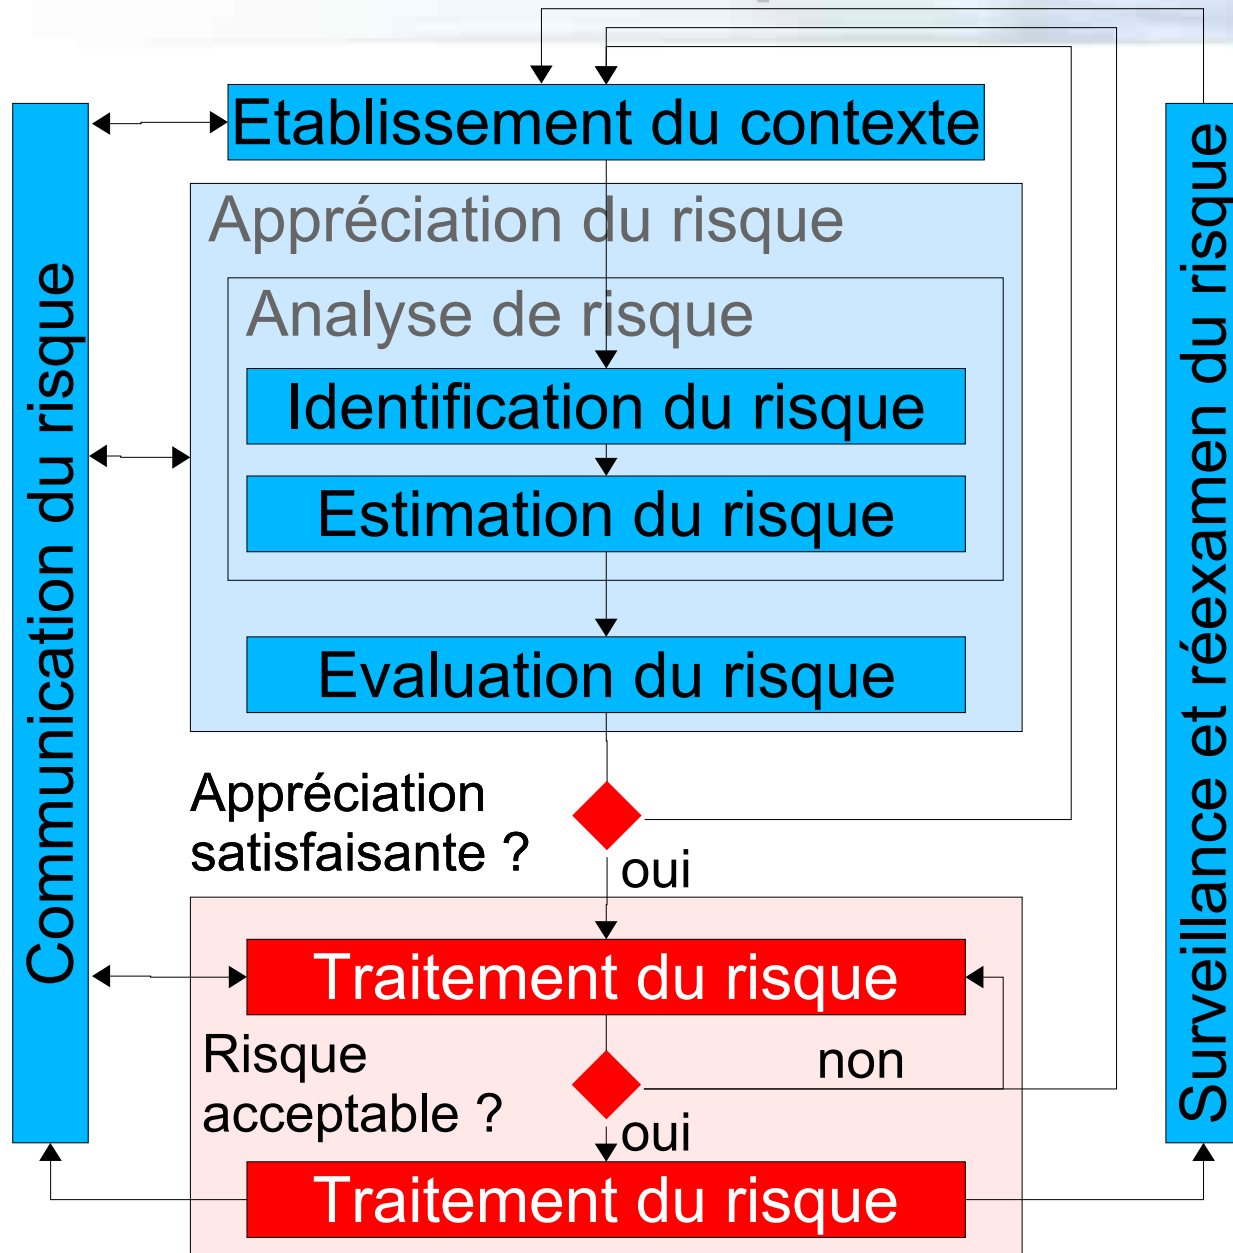 Etablissement du contexte
Communication du risque
Surveillance et réexamen du risque
Appréciation du risque
Analyse de risque
Identification du risque
Estimation du risque
Evaluation du risque
Appréciation
satisfaisante ?
oui
Traitement du risque
Risque
acceptable ?
non
oui
Traitement du risque